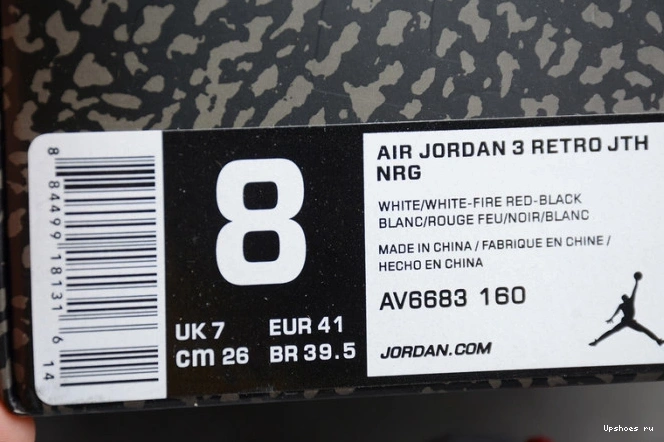 8 84499 18131 6 14
8
UK 7 EUR 41
cm 26 BR 39.5
AIR JORDAN 3 RETRO JTH
NRG
WHITE/WHITE-FIRE RED-BLACK
BLANC/ROUGE FEU/NOIR/BLANC
MADE IN CHINA / FABRIQUE EN CHINE /
HECHO EN CHINA
AV6683 160
JORDAN.COM
Upshoes ru